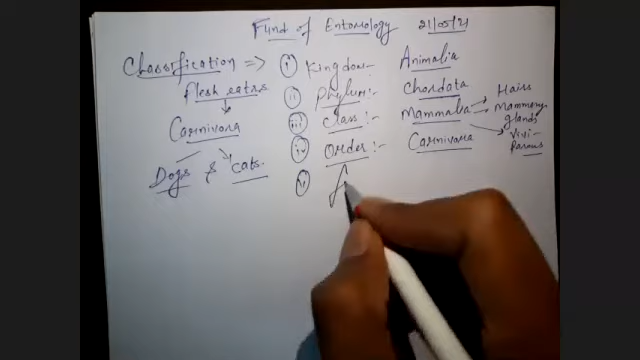 Fund of Entomology 21/05/21
Classification => (i) Kingdom - Animalia
Flesh eaters (ii) Phylum :- Chordata
Carnivora (iii) Class :- Mammalia Hairs
Mammary glands
Vivi-
Parous
Dogs & Cats. (iv) Order :- Carnivora
(v) f